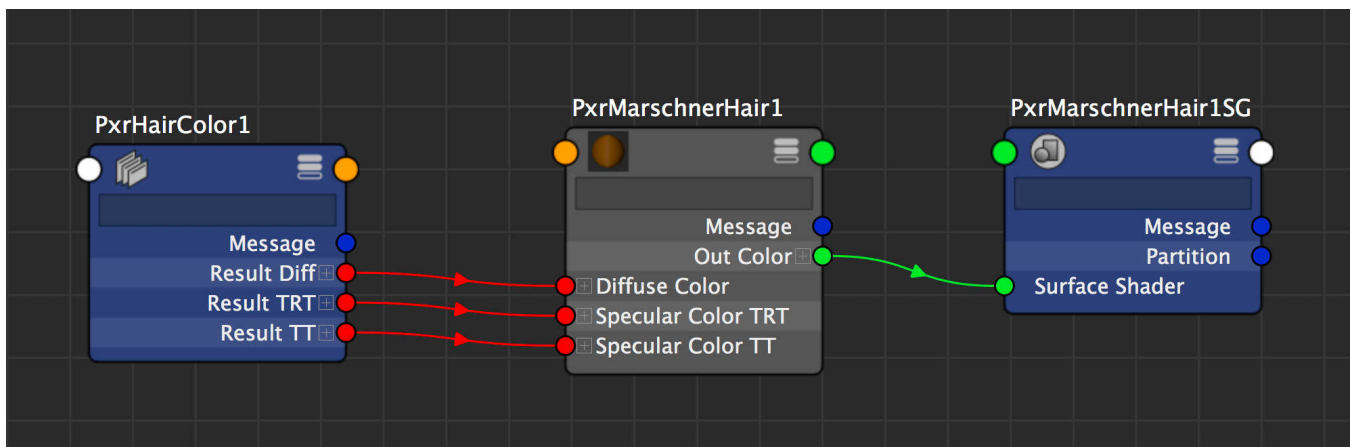 PxrHairColor1
Message
Result Diff
Result TRT
Result TT
PxrMarschnerHair1
Message
Out Color
Diffuse Color
Specular Color TRT
Specular Color TT
PxrMarschnerHair1SG
Message
Partition
Surface Shader